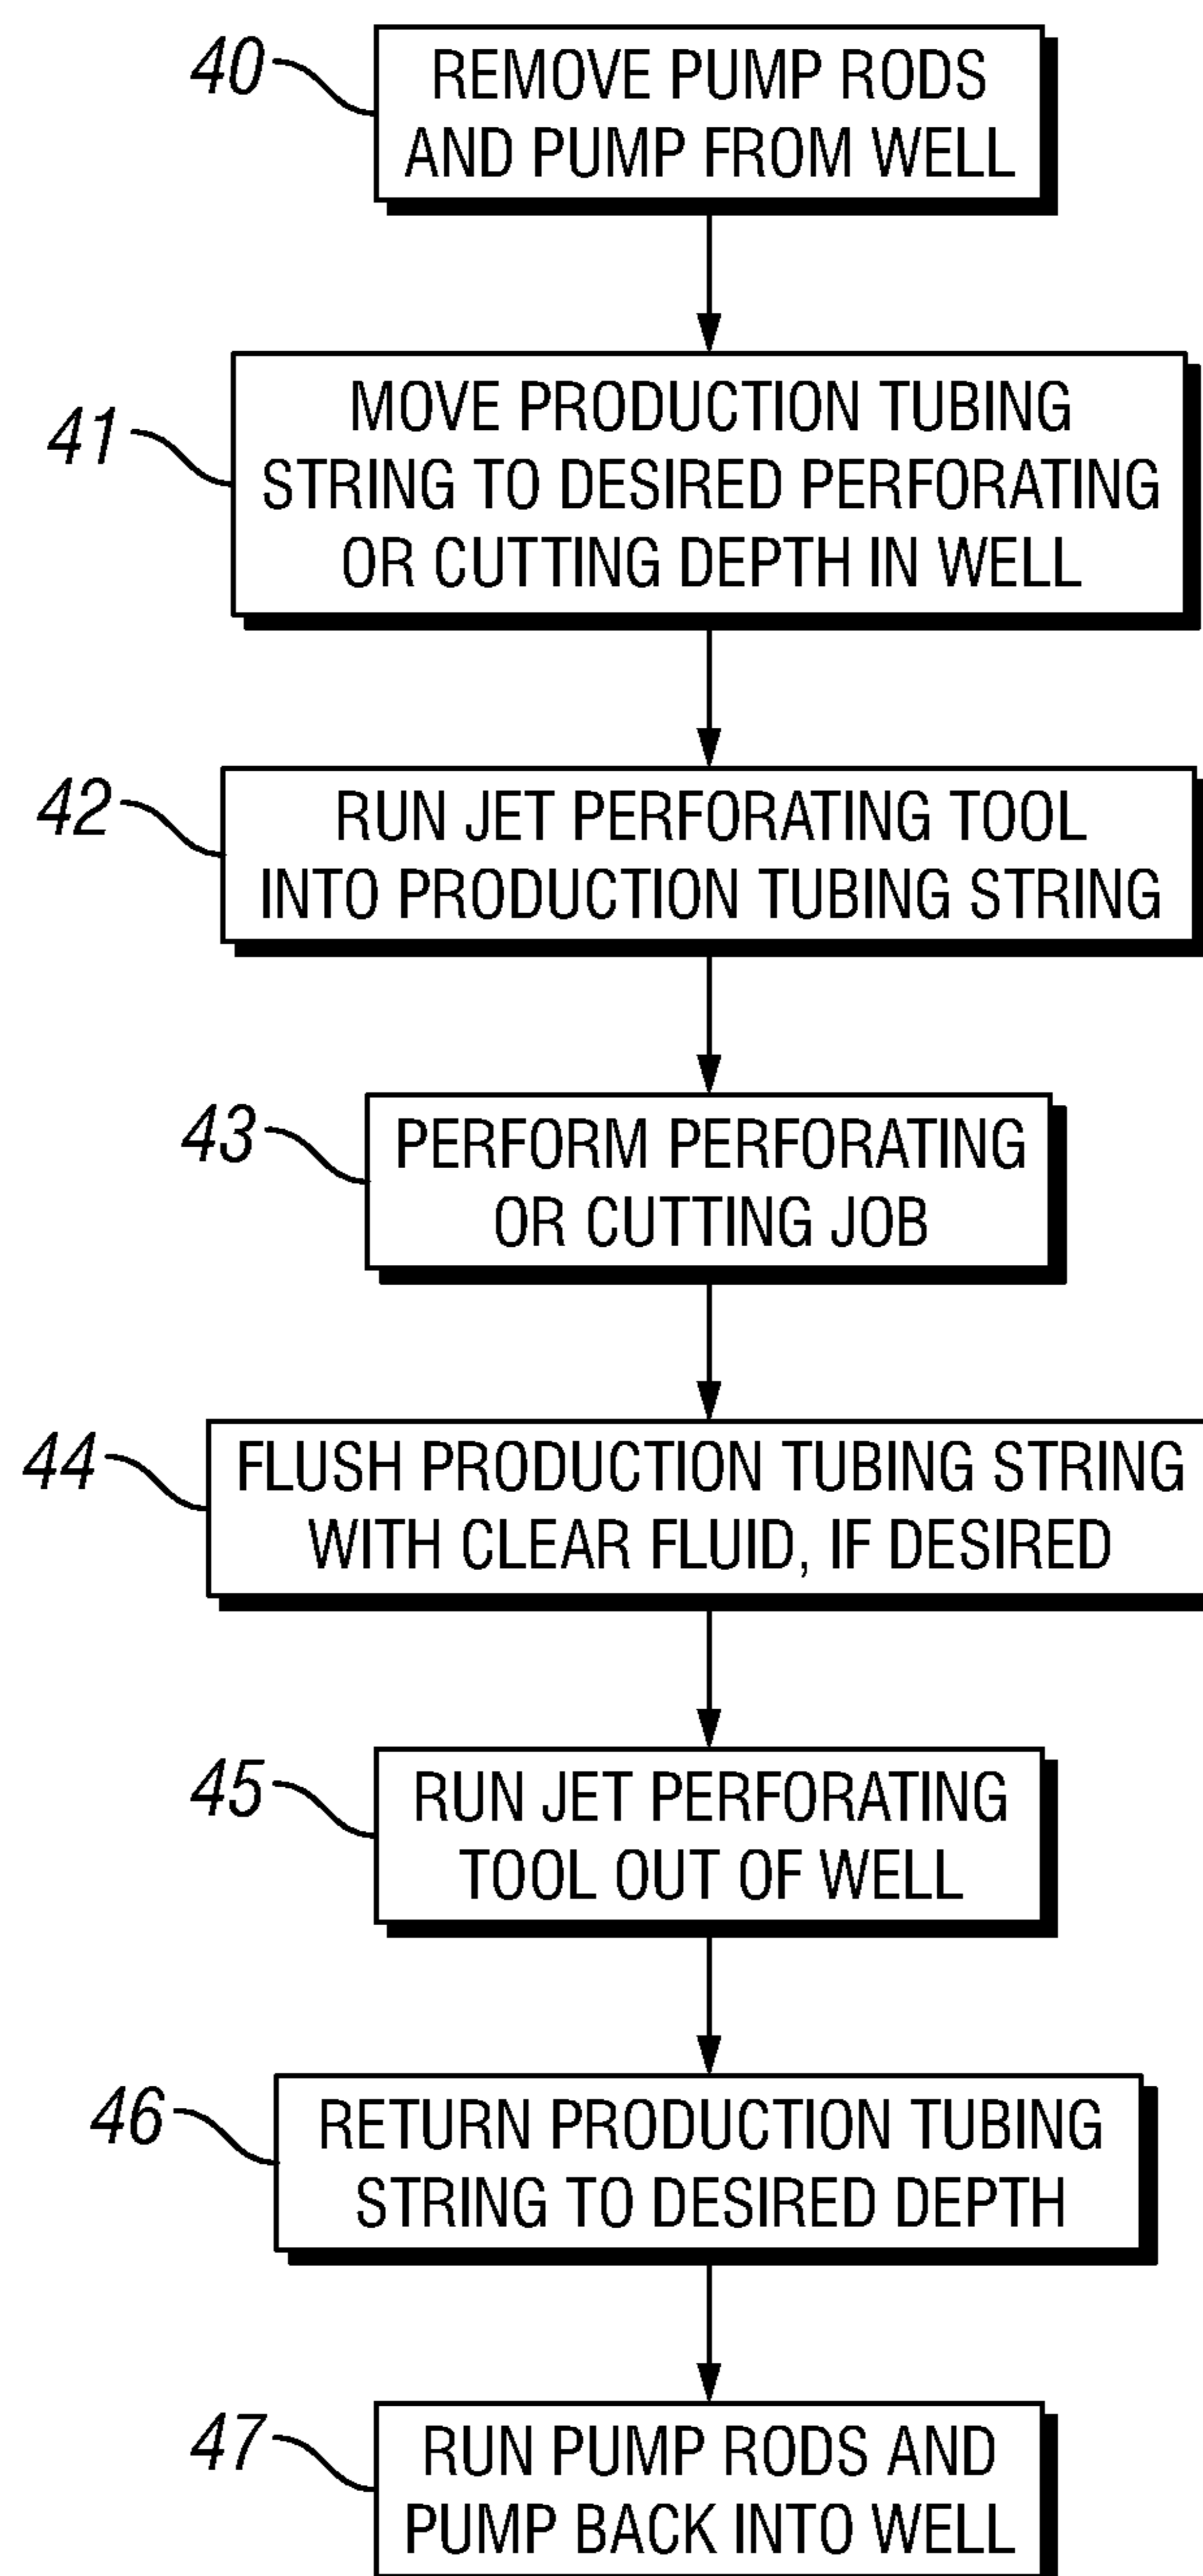 40
REMOVE PUMP RODS
AND PUMP FROM WELL
41
MOVE PRODUCTION TUBING
STRING TO DESIRED PERFORATING
OR CUTTING DEPTH IN WELL
42
RUN JET PERFORATING TOOL
INTO PRODUCTION TUBING STRING
43
PERFORM PERFORATING
OR CUTTING JOB
44
FLUSH PRODUCTION TUBING STRING
WITH CLEAR FLUID, IF DESIRED
45
RUN JET PERFORATING
TOOL OUT OF WELL
46
RETURN PRODUCTION TUBING
STRING TO DESIRED DEPTH
47
RUN PUMP RODS AND
PUMP BACK INTO WELL